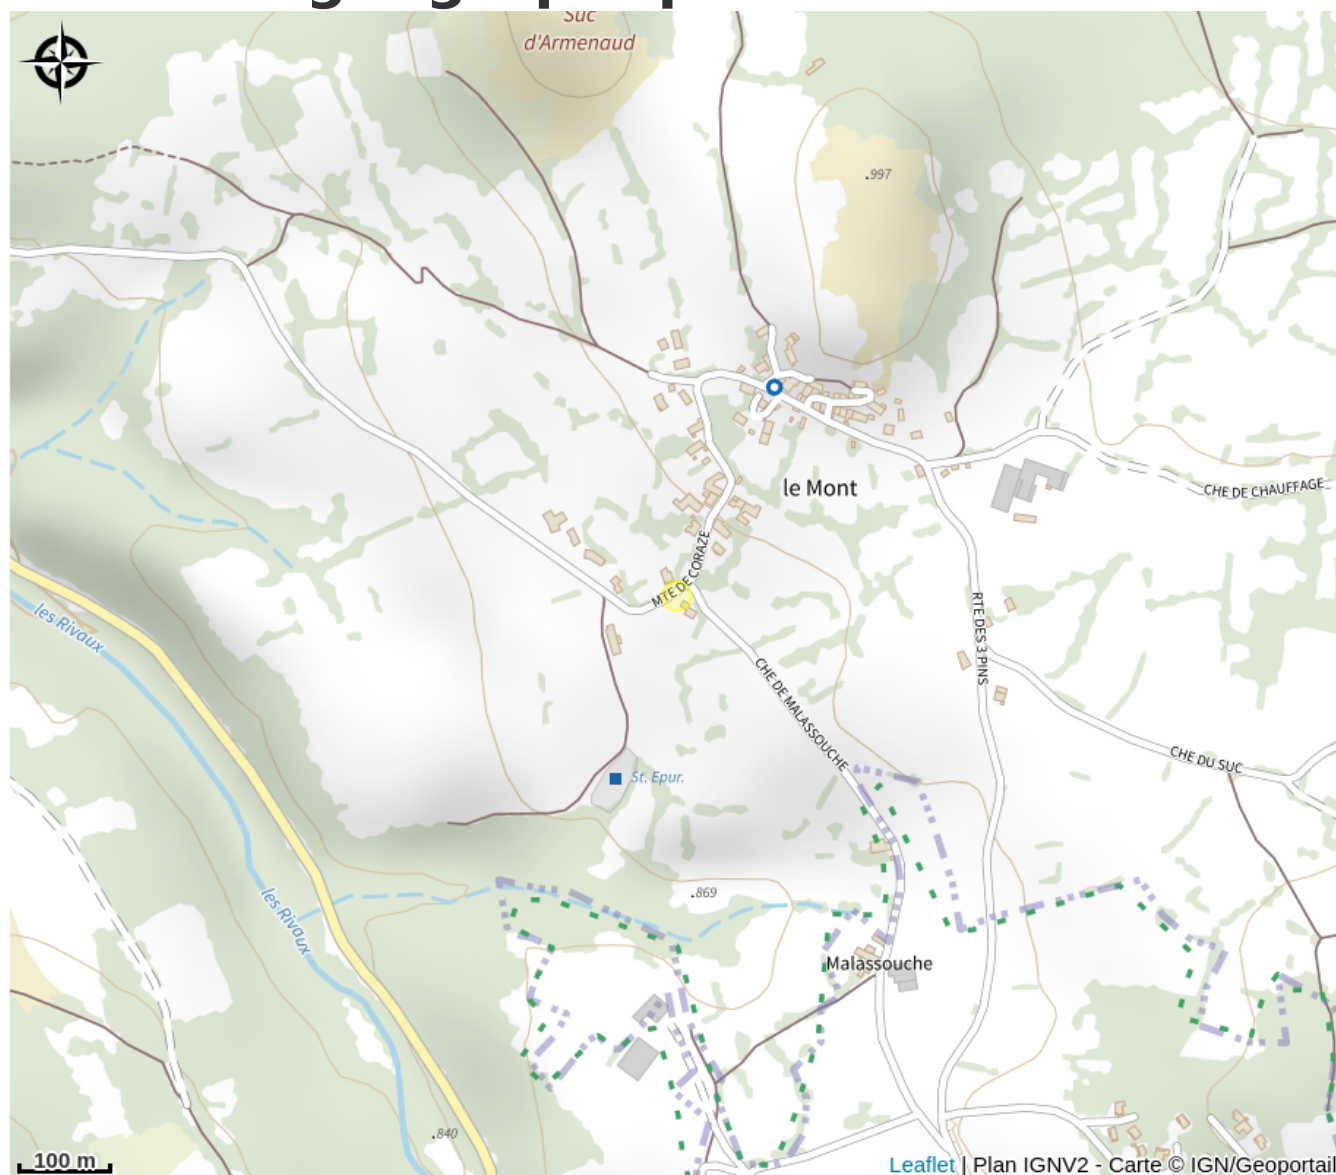 Suc
d'Armenaud
.997
le Mont
CHE DE CHAUFFAGE
MTE DE CORAZE
les Rivaux
RTE DES 3 PINS
CHE DE MALASSOUCHE
CHE DU SUC
St. Epur.
.869
les Rivaux
Malassouche
.840
100 m
Leaflet | Plan IGNV2 - Carte © IGN/Geoportail